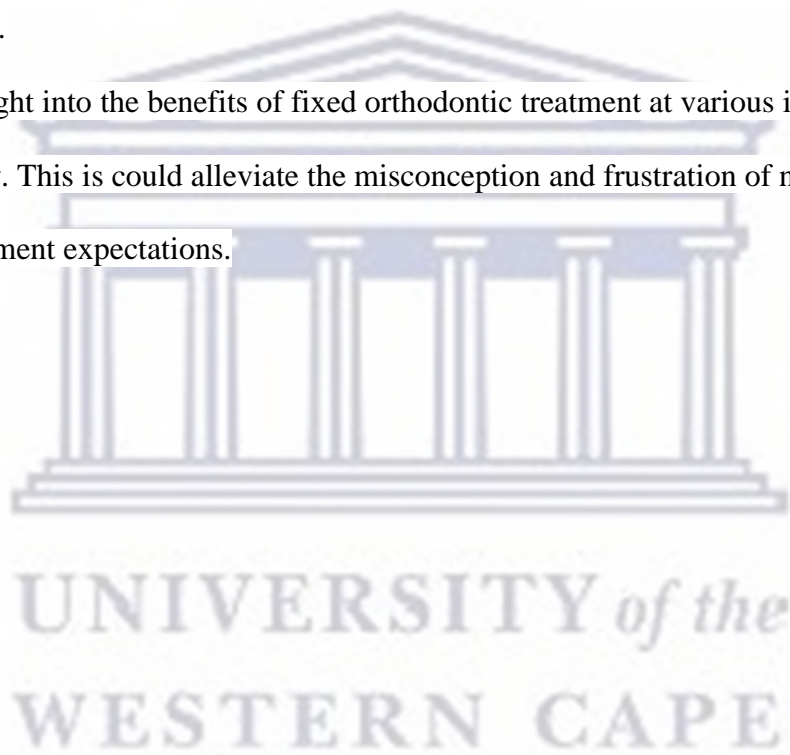 .
ght into the benefits of fixed orthodontic treatment at various i
. This is could alleviate the misconception and frustration of
ment expectations.
UNIVERSITY of the
WESTERN CAPE